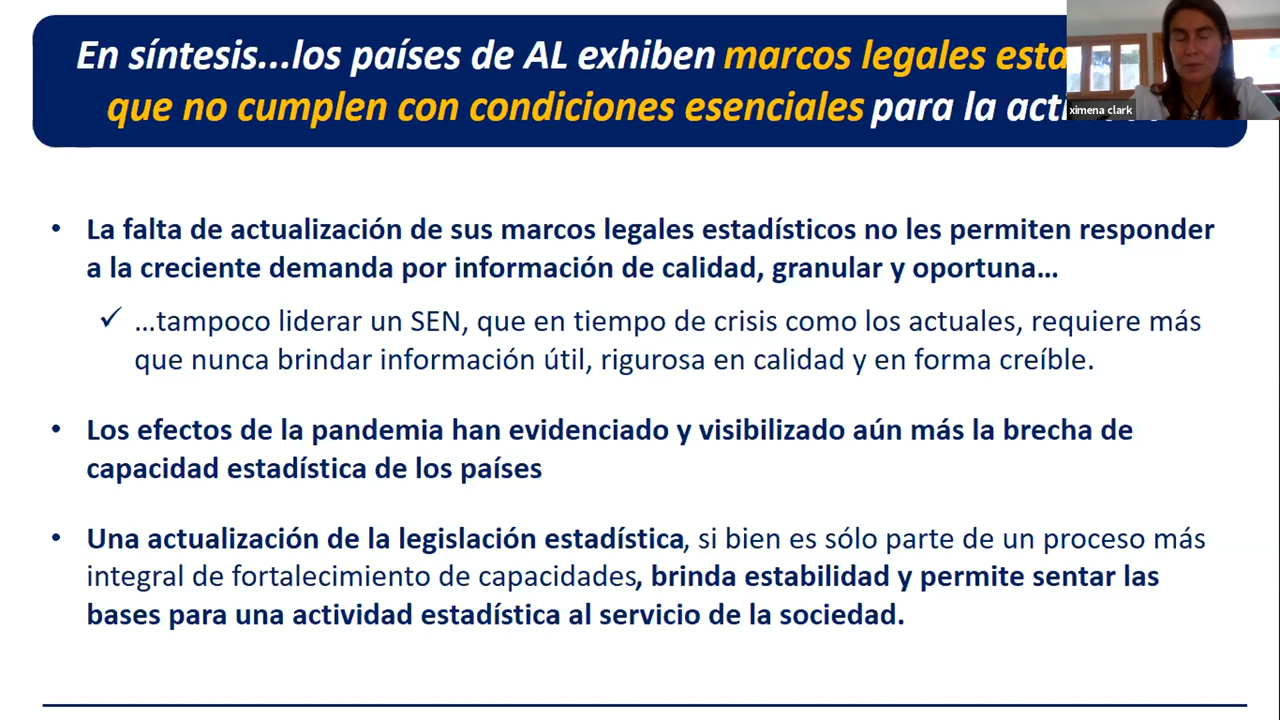 En síntesis...los países de AL exhiben marcos legales
que no cumplen con condiciones esenciales para la
ximena clark
• La falta de actualización de sus marcos legales estadísticos no les permiten responder
a la creciente demanda por información de calidad, granular y oportuna...
✓ ...tampoco liderar un SEN, que en tiempo de crisis como los actuales, requiere más
que nunca brindar información útil, rigurosa en calidad y en forma creíble.
• Los efectos de la pandemia han evidenciado y visibilizado aún más la brecha de
capacidad estadística de los países
• Una actualización de la legislación estadística, si bien es sólo parte de un proceso más
integral de fortalecimiento de capacidades, brinda estabilidad y permite sentar las
bases para una actividad estadística al servicio de la sociedad.